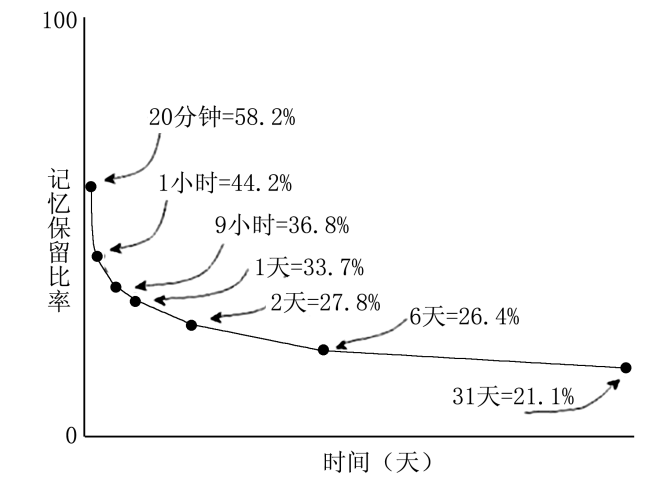 100
20分钟=58.2%
1小时=44.2%
9小时=36.8%
1天=33.7%
2天=27.8%
6天=26.4%
31天=21.1%
记忆保留比率
0
时间（天）